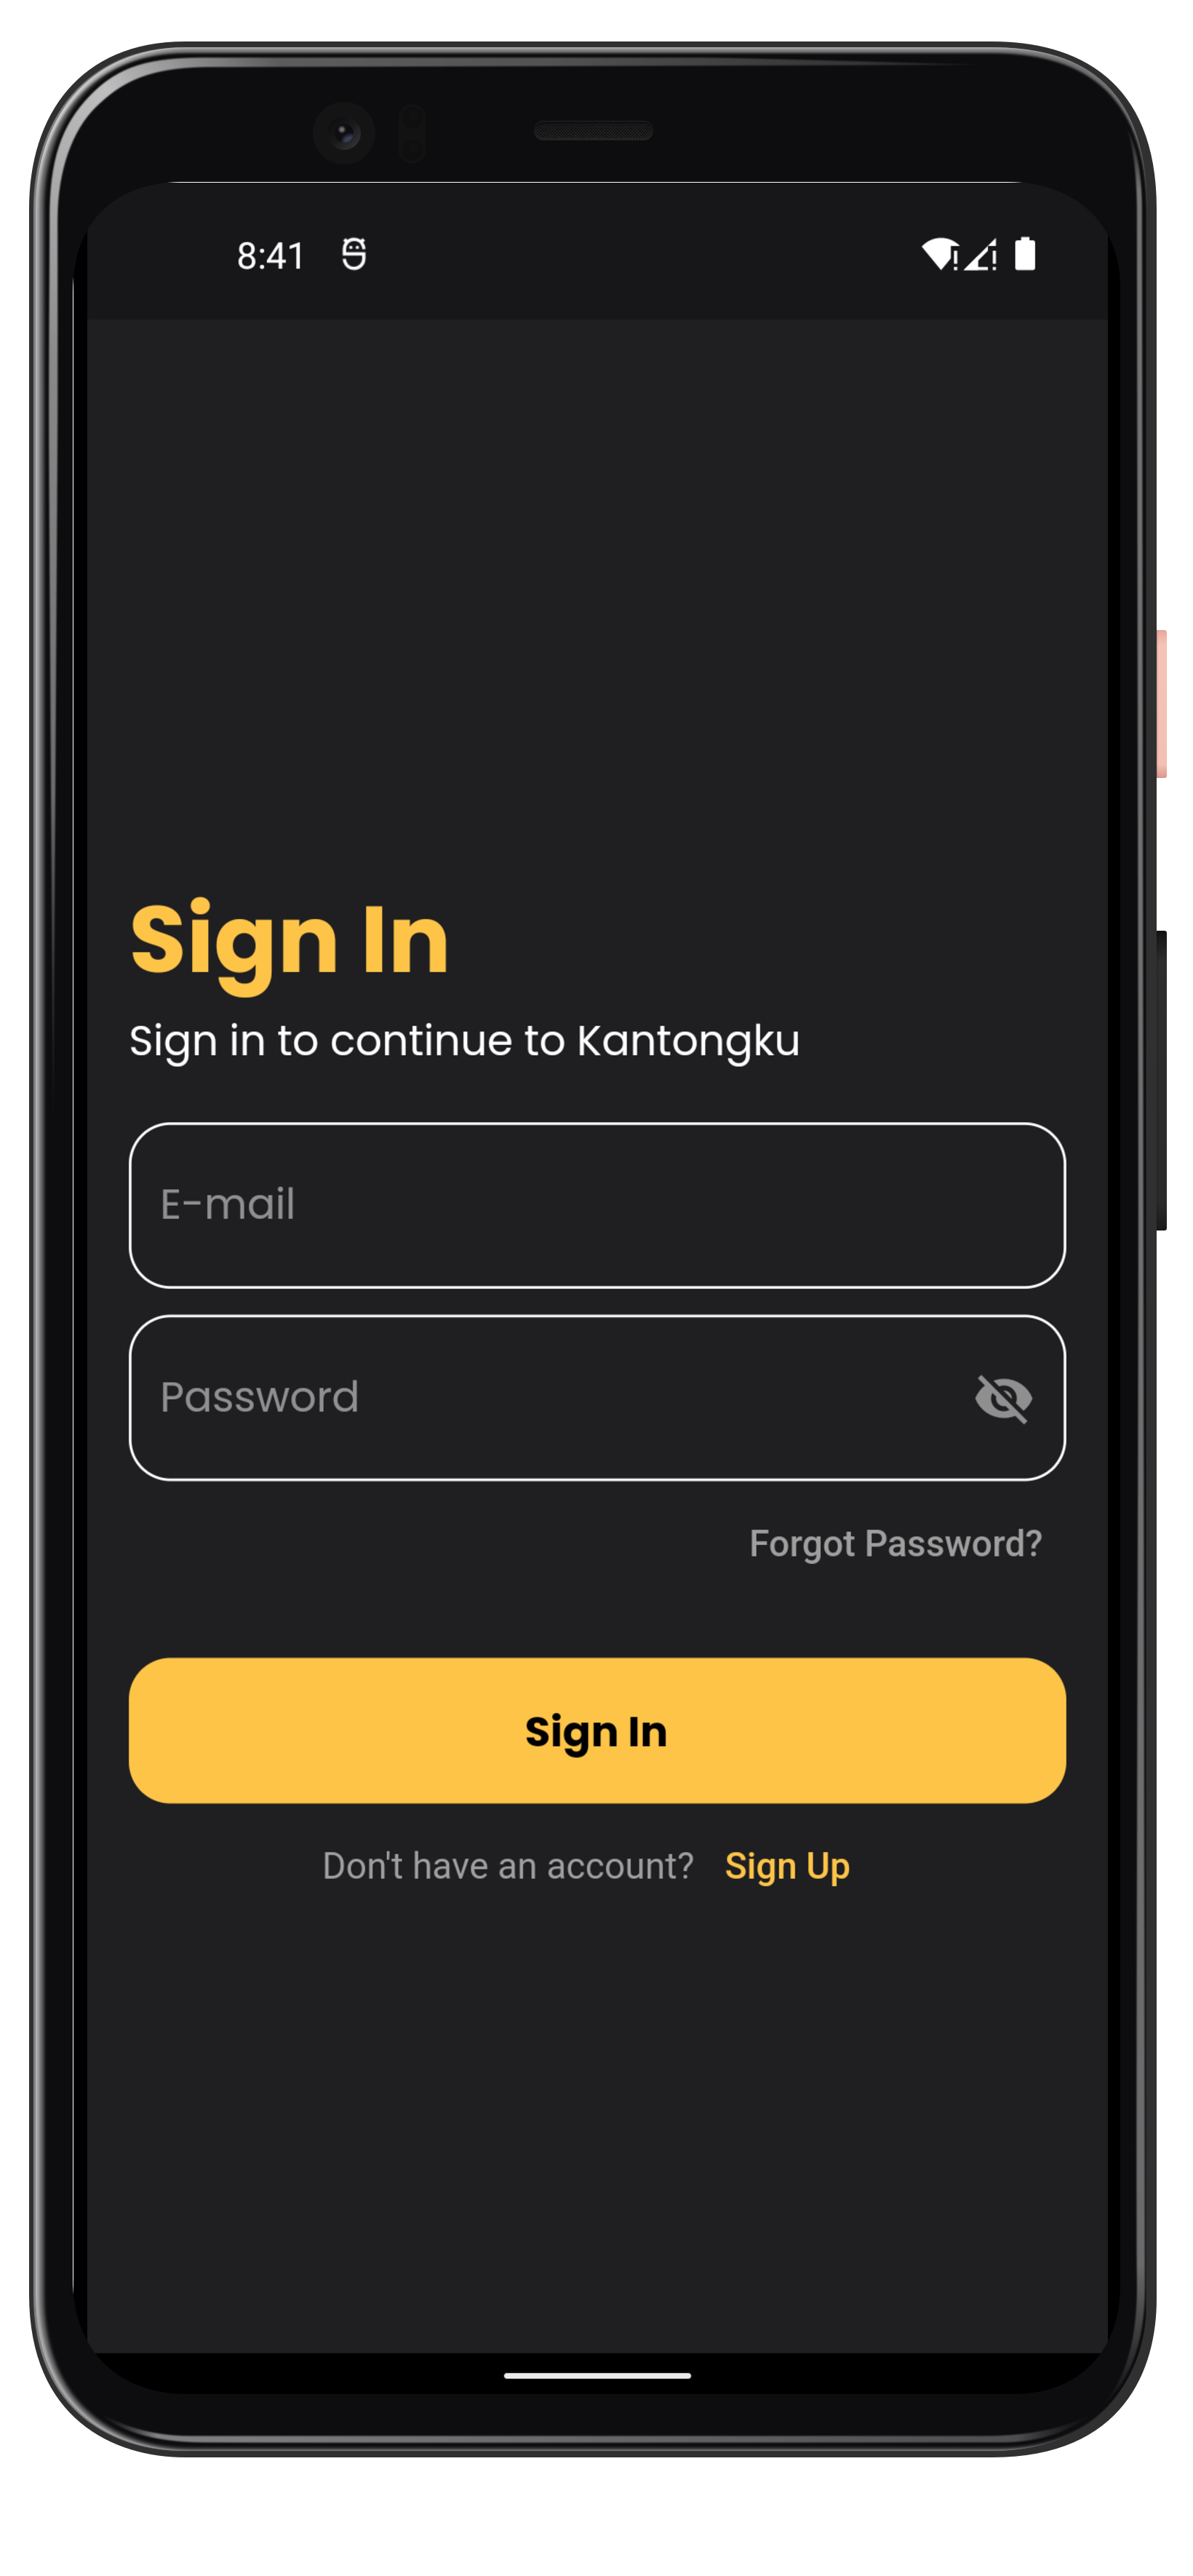 8:41
Sign In
Sign in to continue to Kantongku
E-mail
Password
Forgot Password?
Sign In
Don't have an account? Sign Up